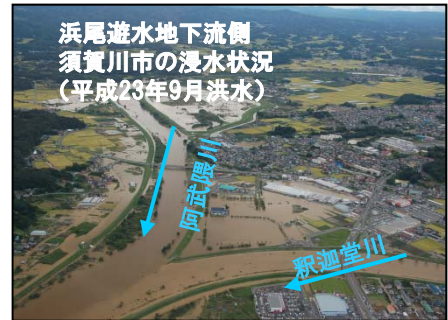 浜尾遊水地下流側
須賀川市の浸水状況
(平成23年9月洪水)
阿武隈川
釈迦堂川